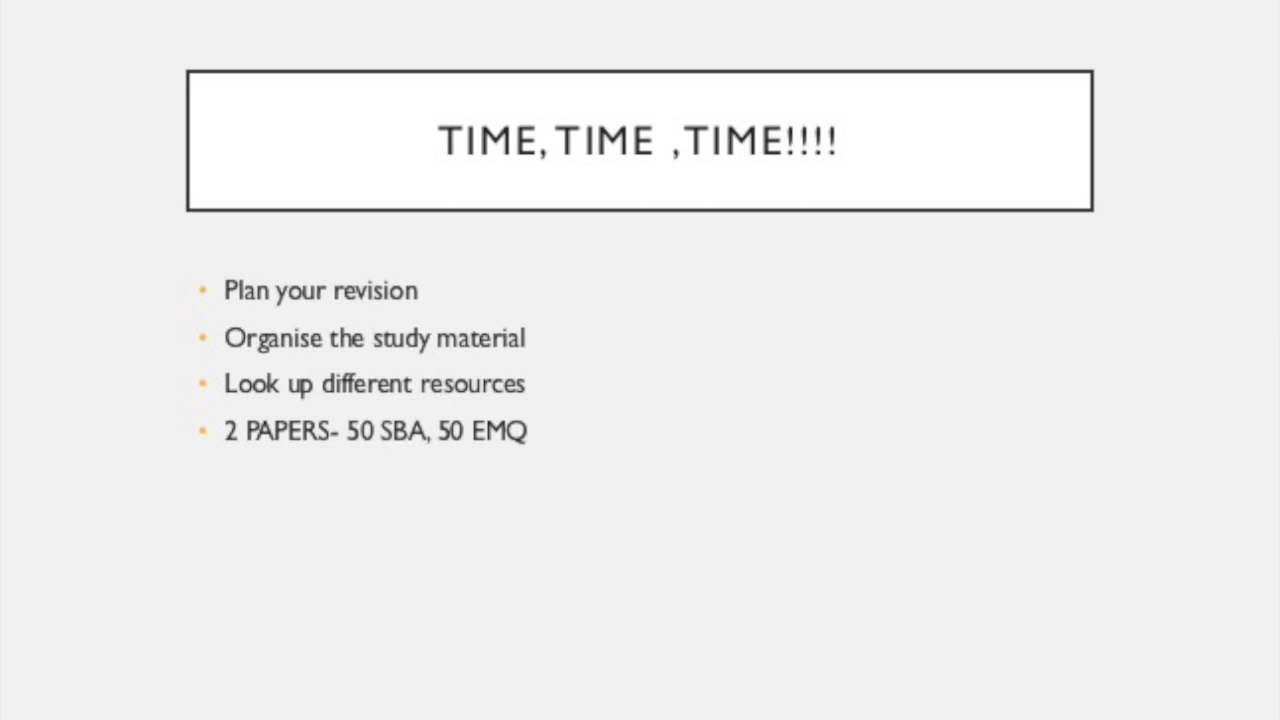 TIME, TIME ,TIME!!!!
• Plan your revision
• Organise the study material
• Look up different resources
• 2 PAPERS- 50 SBA, 50 EMQ